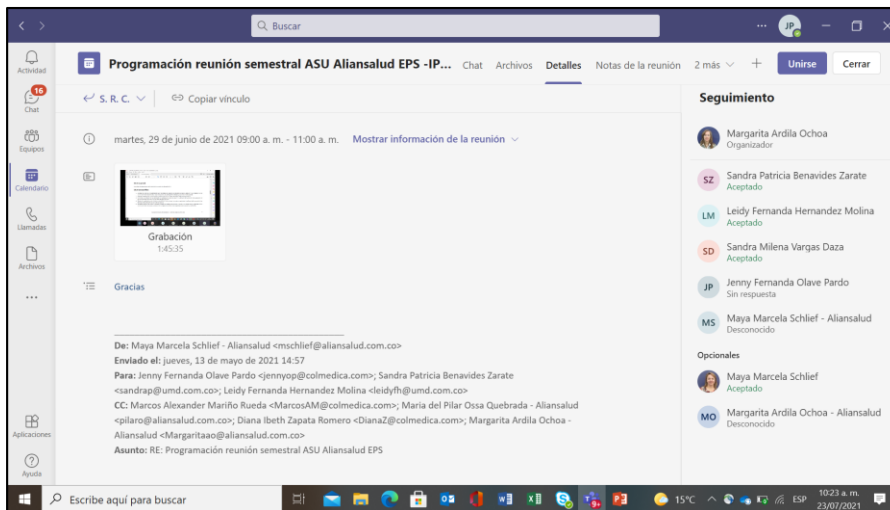 Buscar
JP
Actividad
16
Chat
Equipos
Calendario
Llamadas
Archivos
Aplicaciones
Ayuda
Programación reunión semestral ASU Aliansalud EPS -IP...
Chat
Archivos
Detalles
Notas de la reunión
2 más
Unirse
Cerrar
S. R. C.
Copiar vínculo
martes, 29 de junio de 2021 09:00 a. m. - 11:00 a. m.
Mostrar información de la reunión
Grabación
1:45:35
Gracias
De: Maya Marcela Schlief - Aliansalud <mschlief@aliansalud.com.co>
Enviado el: jueves, 13 de mayo de 2021 14:57
Para: Jenny Fernanda Olave Pardo <jennyop@colmedica.com>; Sandra Patricia Benavides Zarate
<sandrap@umd.com.co>; Leidy Fernanda Hernandez Molina <leidyfh@umd.com.co>
CC: Marcos Alexander Mariño Rueda <MarcosAM@colmedica.com>; Maria del Pilar Ossa Quebrada - Aliansalud
<pilaro@aliansalud.com.co>; Diana Ibeth Zapata Romero <DianaZ@colmedica.com>; Margarita Ardila Ochoa -
Aliansalud <Margaritaao@aliansalud.com.co>
Asunto: RE: Programación reunión semestral ASU Aliansalud EPS
Seguimiento
Margarita Ardila Ochoa
Organizador
SZ
Sandra Patricia Benavides Zarate
Aceptado
LM
Leidy Fernanda Hernandez Molina
Aceptado
SD
Sandra Milena Vargas Daza
Aceptado
JP
Jenny Fernanda Olave Pardo
Sin respuesta
MS
Maya Marcela Schlief - Aliansalud
Desconocido
Opcionales
Maya Marcela Schlief
Aceptado
MO
Margarita Ardila Ochoa - Aliansalud
Desconocido
Escribe aquí para buscar
15°C
ESP
10:23 a. m.
23/07/2021